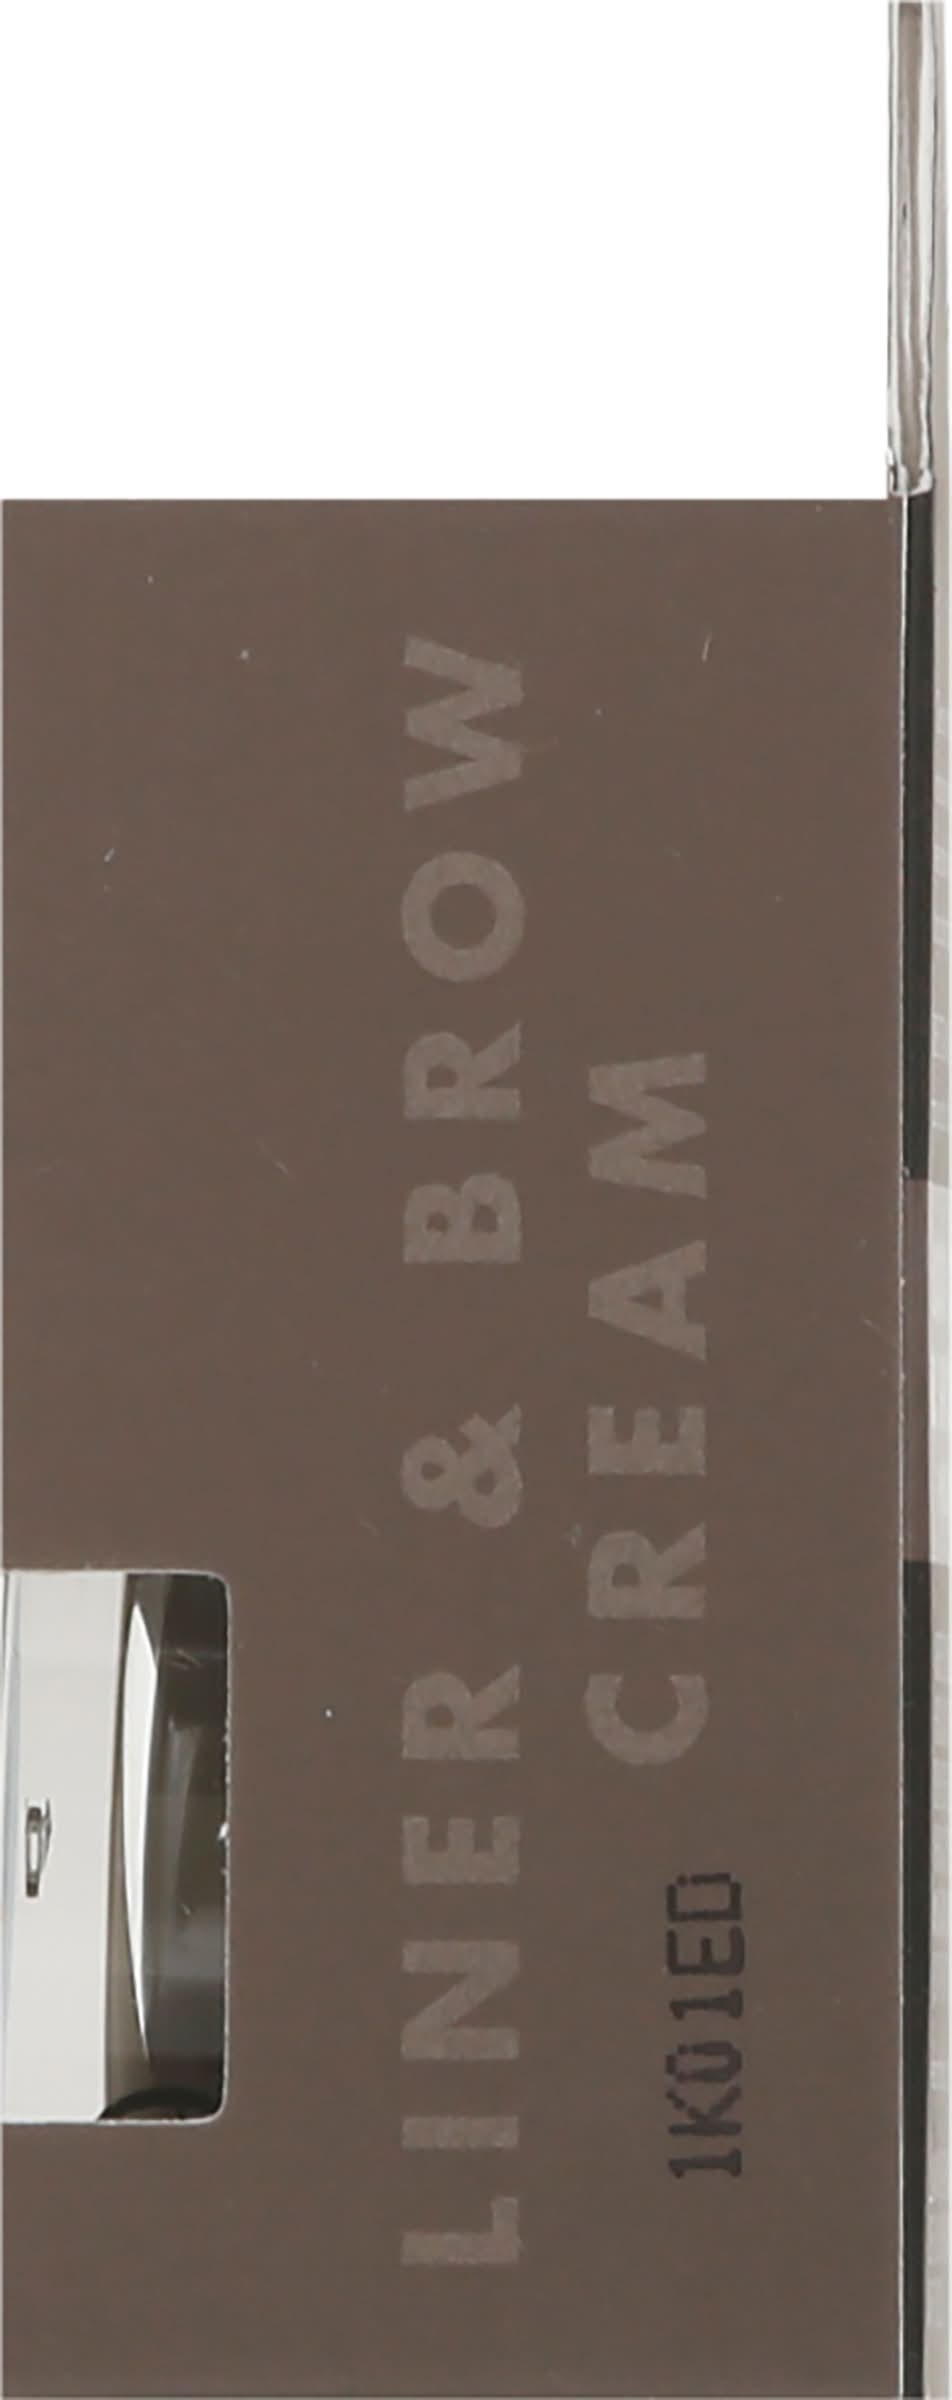 LINER & BROW
CREAM
1K01ED